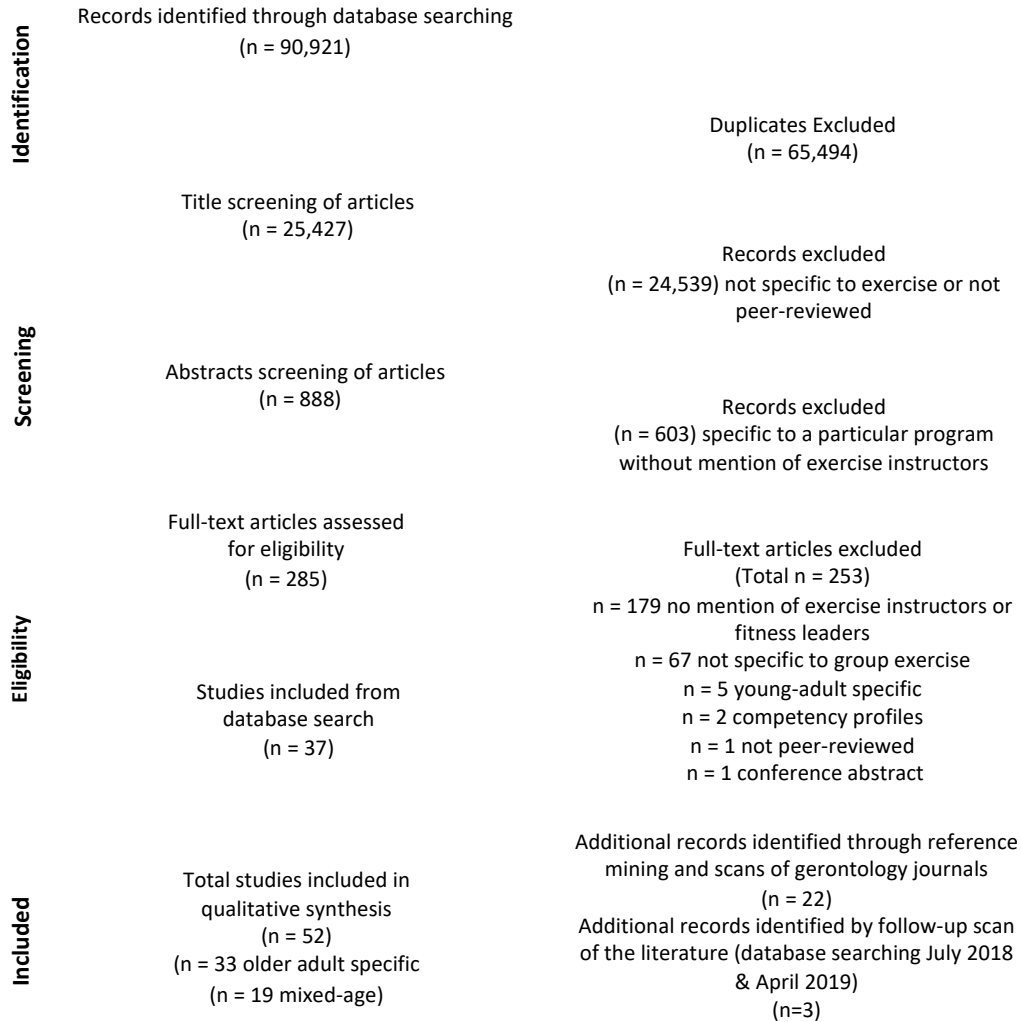 Identification
Records identified through database searching
(n = 90,921)
Duplicates Excluded
(n = 65,494)
Title screening of articles
(n = 25,427)
Records excluded
(n = 24,539) not specific to exercise or not
peer-reviewed
Screening
Abstracts screening of articles
(n = 888)
Records excluded
(n = 603) specific to a particular program
without mention of exercise instructors
Full-text articles assessed
for eligibility
(n = 285)
Full-text articles excluded
(Total n = 253)
n = 179 no mention of exercise instructors or
fitness leaders
n = 67 not specific to group exercise
n = 5 young-adult specific
n = 2 competency profiles
n = 1 not peer-reviewed
n = 1 conference abstract
Eligibility
Studies included from
database search
(n = 37)
Additional records identified through reference
mining and scans of gerontology journals
(n = 22)
Additional records identified by follow-up scan
of the literature (database searching July 2018
& April 2019)
(n=3)
Included
Total studies included in
qualitative synthesis
(n = 52)
(n = 33 older adult specific
(n = 19 mixed-age)